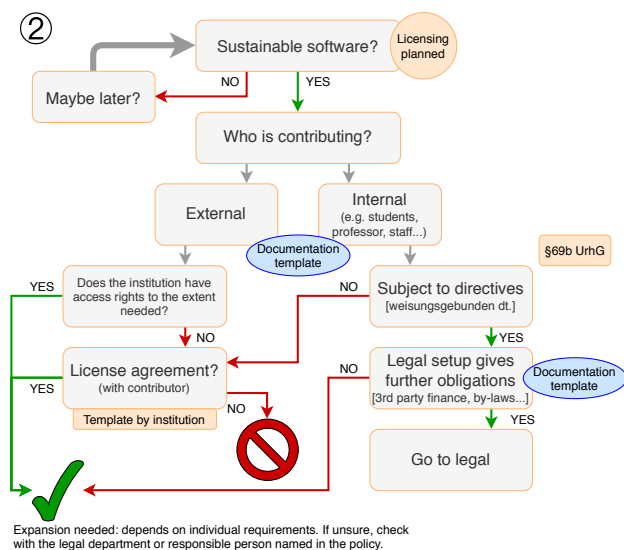 ②
Sustainable software?
Licensing
planned
NO
YES
Maybe later?
Who is contributing?
External
Internal
(e.g. students,
professor, staff...)
Documentation
template
§69b UrhG
YES
Does the institution have
access rights to the extent
needed?
NO
Subject to directives
[weisungsgebunden dt.]
NO
YES
YES
License agreement?
(with contributor)
NO
Template by institution
NO
Legal setup gives
further obligations
[3rd party finance, by-laws...]
Documentation
template
YES
Go to legal
Expansion needed: depends on individual requirements. If unsure, check
with the legal department or responsible person named in the policy.